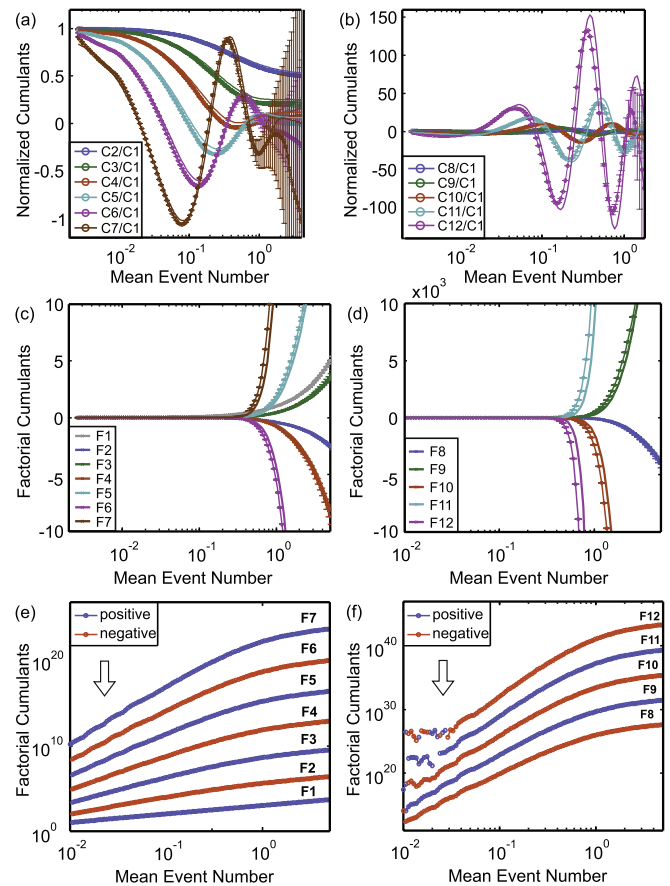 (a)
Normalized Cumulants
1
0.5
0
-0.5
-1
C2/C1
C3/C1
C4/C1
C5/C1
C6/C1
C7/C1
10^-2
10^-1
10^0
Mean Event Number
(b)
Normalized Cumulants
150
100
50
0
-50
-100
C8/C1
C9/C1
C10/C1
C11/C1
C12/C1
10^-2
10^-1
10^0
Mean Event Number
(c)
Factorial Cumulants
10
5
0
-5
-10
F1
F2
F3
F4
F5
F6
F7
10^-2
10^-1
10^0
Mean Event Number
(d)
x10^3
Factorial Cumulants
10
5
0
-5
-10
F8
F9
F10
F11
F12
10^-2
10^-1
10^0
Mean Event Number
(e)
positive
negative
Factorial Cumulants
10^20
10^10
10^0
F7
F6
F5
F4
F3
F2
F1
10^-2
10^-1
10^0
Mean Event Number
(f)
positive
negative
Factorial Cumulants
10^40
10^30
10^20
F12
F11
F10
F9
F8
10^-2
10^-1
10^0
Mean Event Number